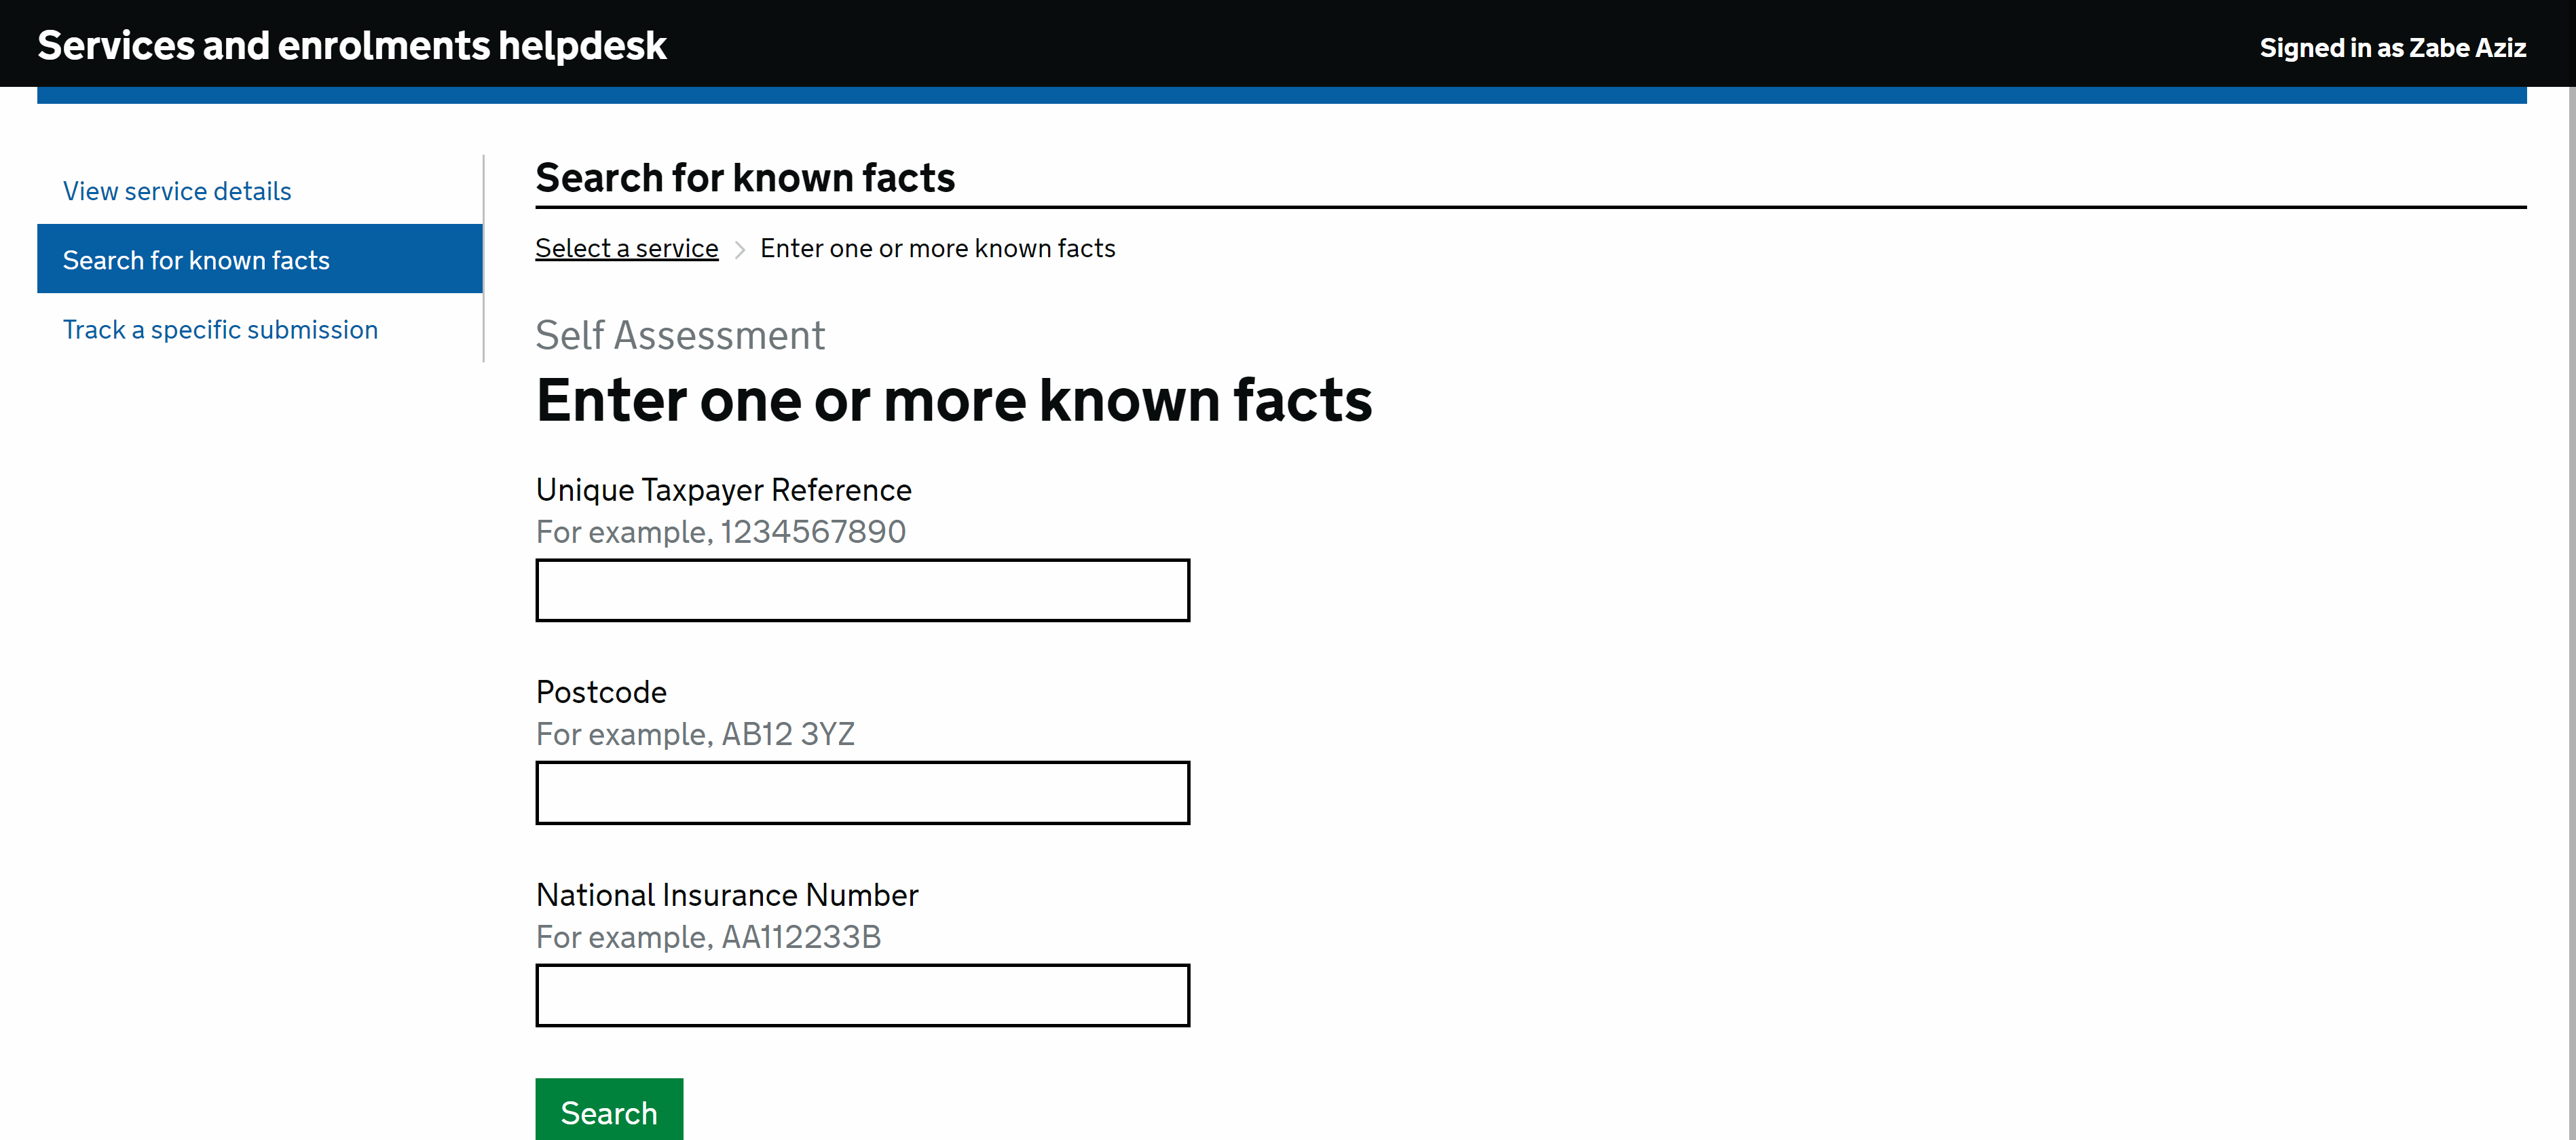 Services and enrolments helpdesk
Signed in as Zabe Aziz
View service details
Search for known facts
Track a specific submission
Search for known facts
Select a service > Enter one or more known facts
Self Assessment
Enter one or more known facts
Unique Taxpayer Reference
For example, 1234567890
Postcode
For example, AB12 3YZ
National Insurance Number
For example, AA112233B
Search